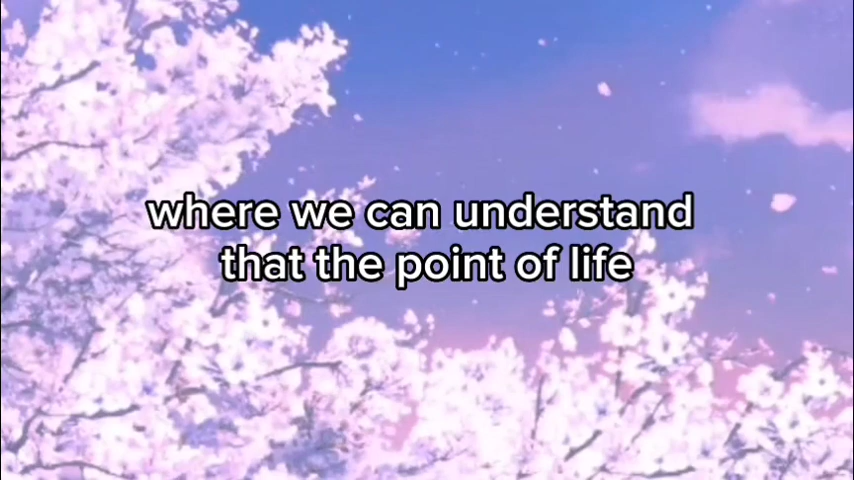 where we can understand
that the point of life